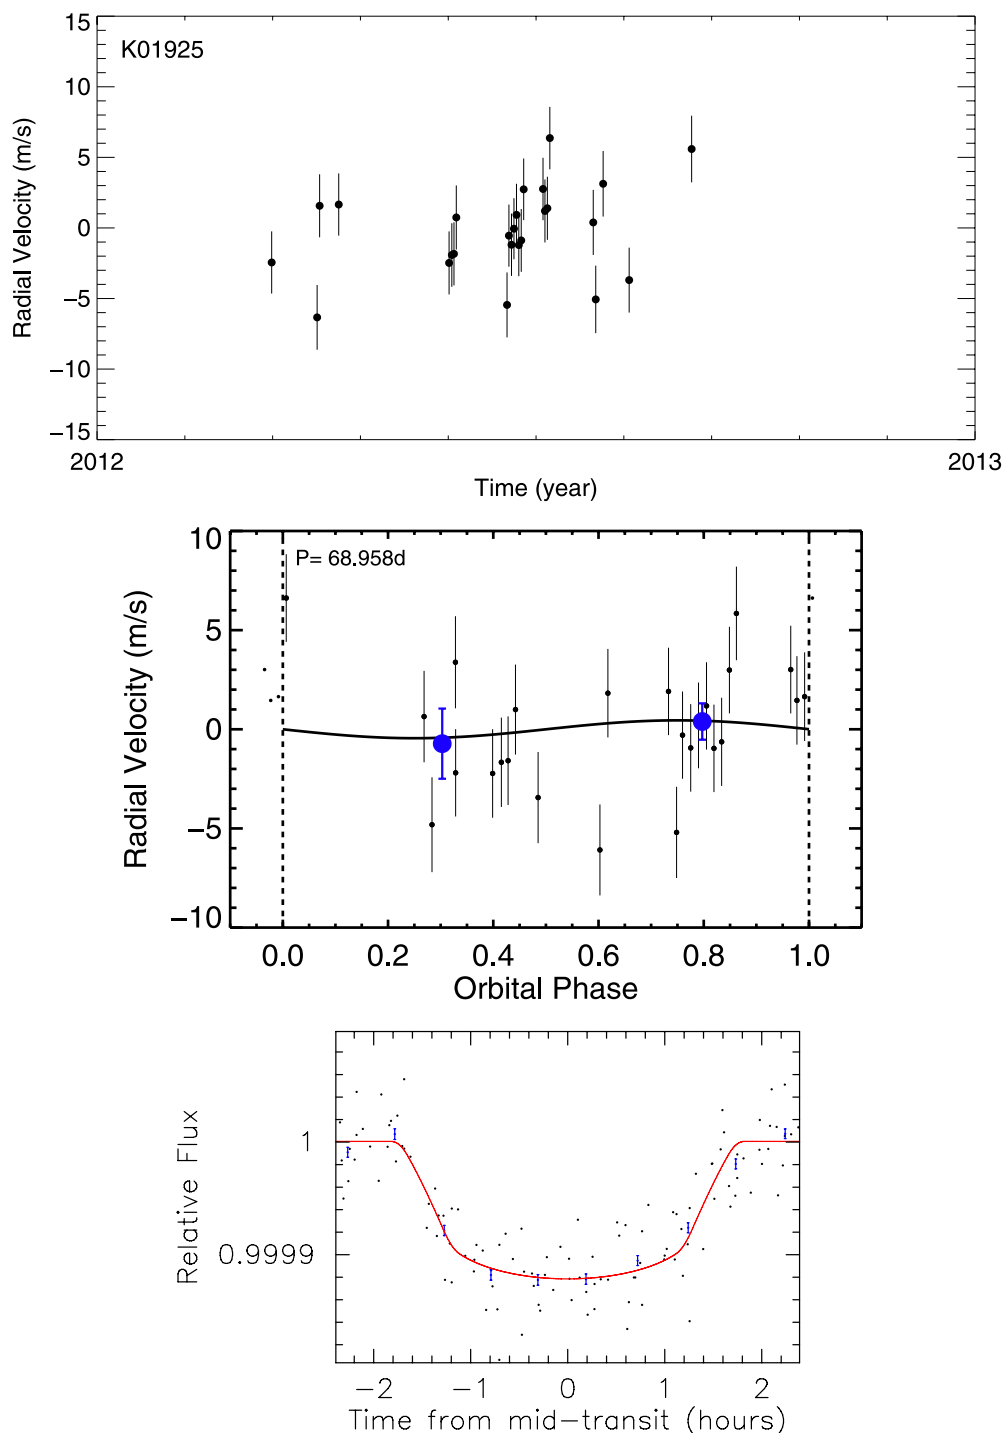 K01925
15
10
5
0
−5
−10
−15
Radial Velocity (m/s)
2012
2013
Time (year)
P= 68.958d
10
5
0
−5
−10
Radial Velocity (m/s)
0.0 0.2 0.4 0.6 0.8 1.0
Orbital Phase
1
0.9999
Relative Flux
−2 −1 0 1 2
Time from mid−transit (hours)